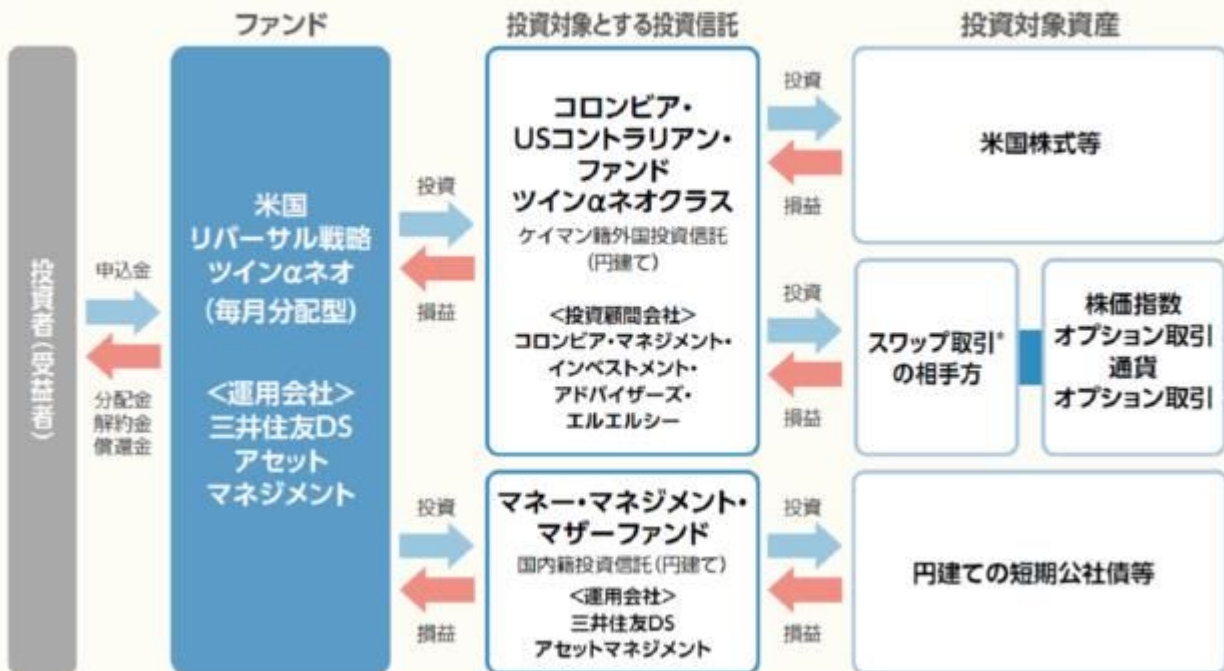 ファンド
投資対象とする投資信託
投資対象資産
投資者(受益者)
申込金
分配金
解約金
償還金
米国
リバーサル戦略
ツインαネオ
(毎月分配型)
<運用会社>
三井住友DS
アセット
マネジメント
投資
損益
コロンビア・
USコントラリアン・
ファンド
ツインαネオクラス
ケイマン籍外国投資信託
(円建て)
<投資顧問会社>
コロンビア・マネジメント・
インベストメント・
アドバイザーズ・
エルエルシー
投資
損益
米国株式等
投資
損益
スワップ取引*
の相手方
株価指数
オプション取引
通貨
オプション取引
投資
損益
マネー・マネジメント・
マザーファンド
国内籍投資信託(円建て)
<運用会社>
三井住友DS
アセットマネジメント
投資
損益
円建ての短期公社債等